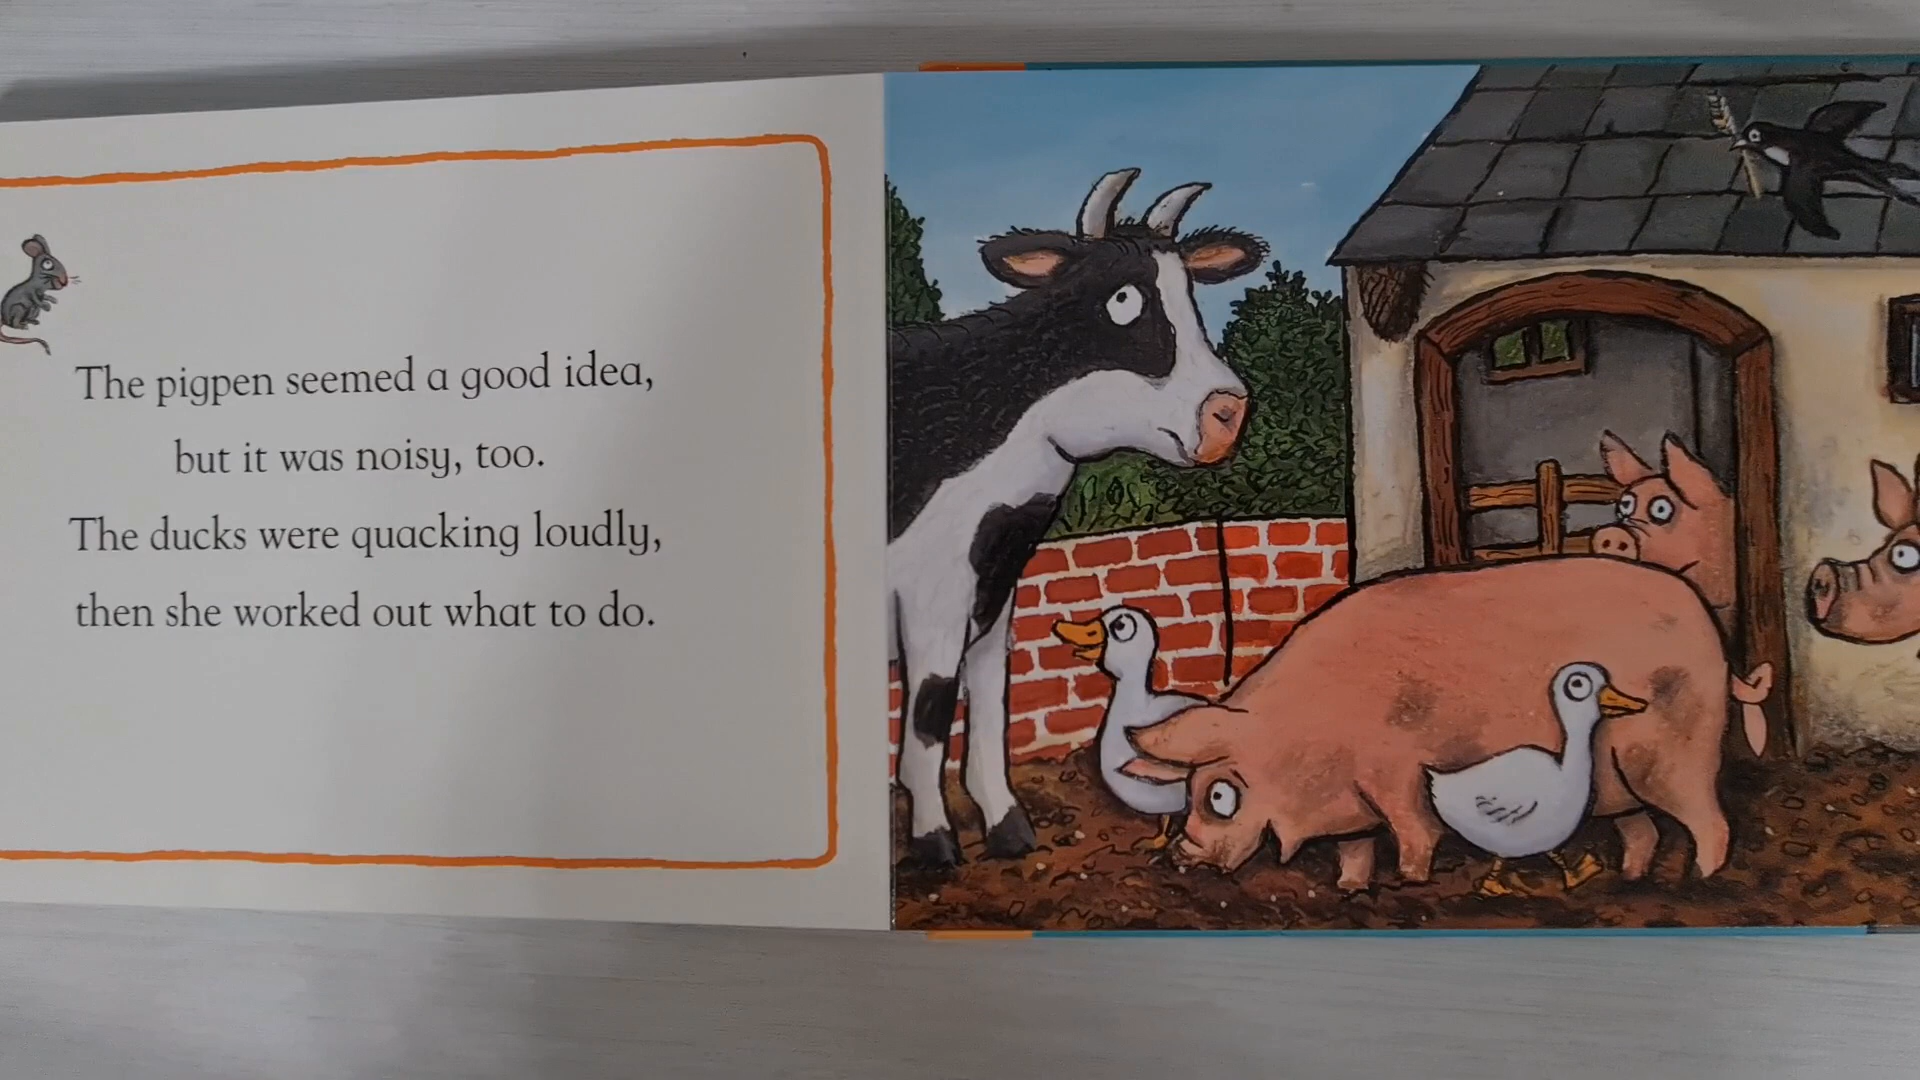 The pigpen seemed a good idea,
but it was noisy, too.
The ducks were quacking loudly,
then she worked out what to do.